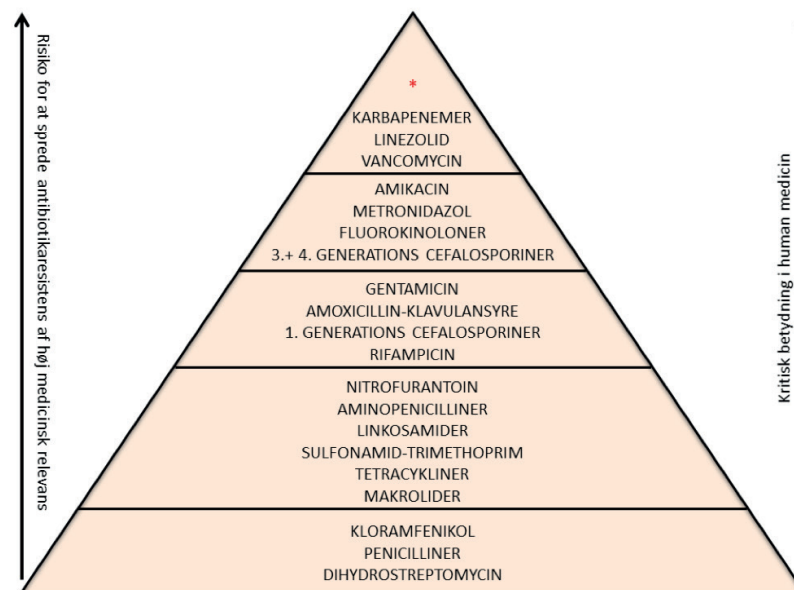 Risiko for at sprede antibiotikaresistens af høj medicinsk relevans
*
KARBAPENEMER
LINEZOLID
VANCOMYCIN
AMIKACIN
METRONIDAZOL
FLUOROKINOLONER
3.+ 4. GENERATIONS CEFALOSPORINER
GENTAMICIN
AMOXICILLIN-KLAVULANSYRE
1. GENERATIONS CEFALOSPORINER
RIFAMPICIN
NITROFURANTOIN
AMINOPENICILLINER
LINKOSAMIDER
SULFONAMID-TRIMETHOPRIM
TETRACYKLINER
MAKROLIDER
KLORAMFENIKOL
PENICILLINER
DIHYDROSTREPTOMYCIN
Kritisk betydning i human medicin